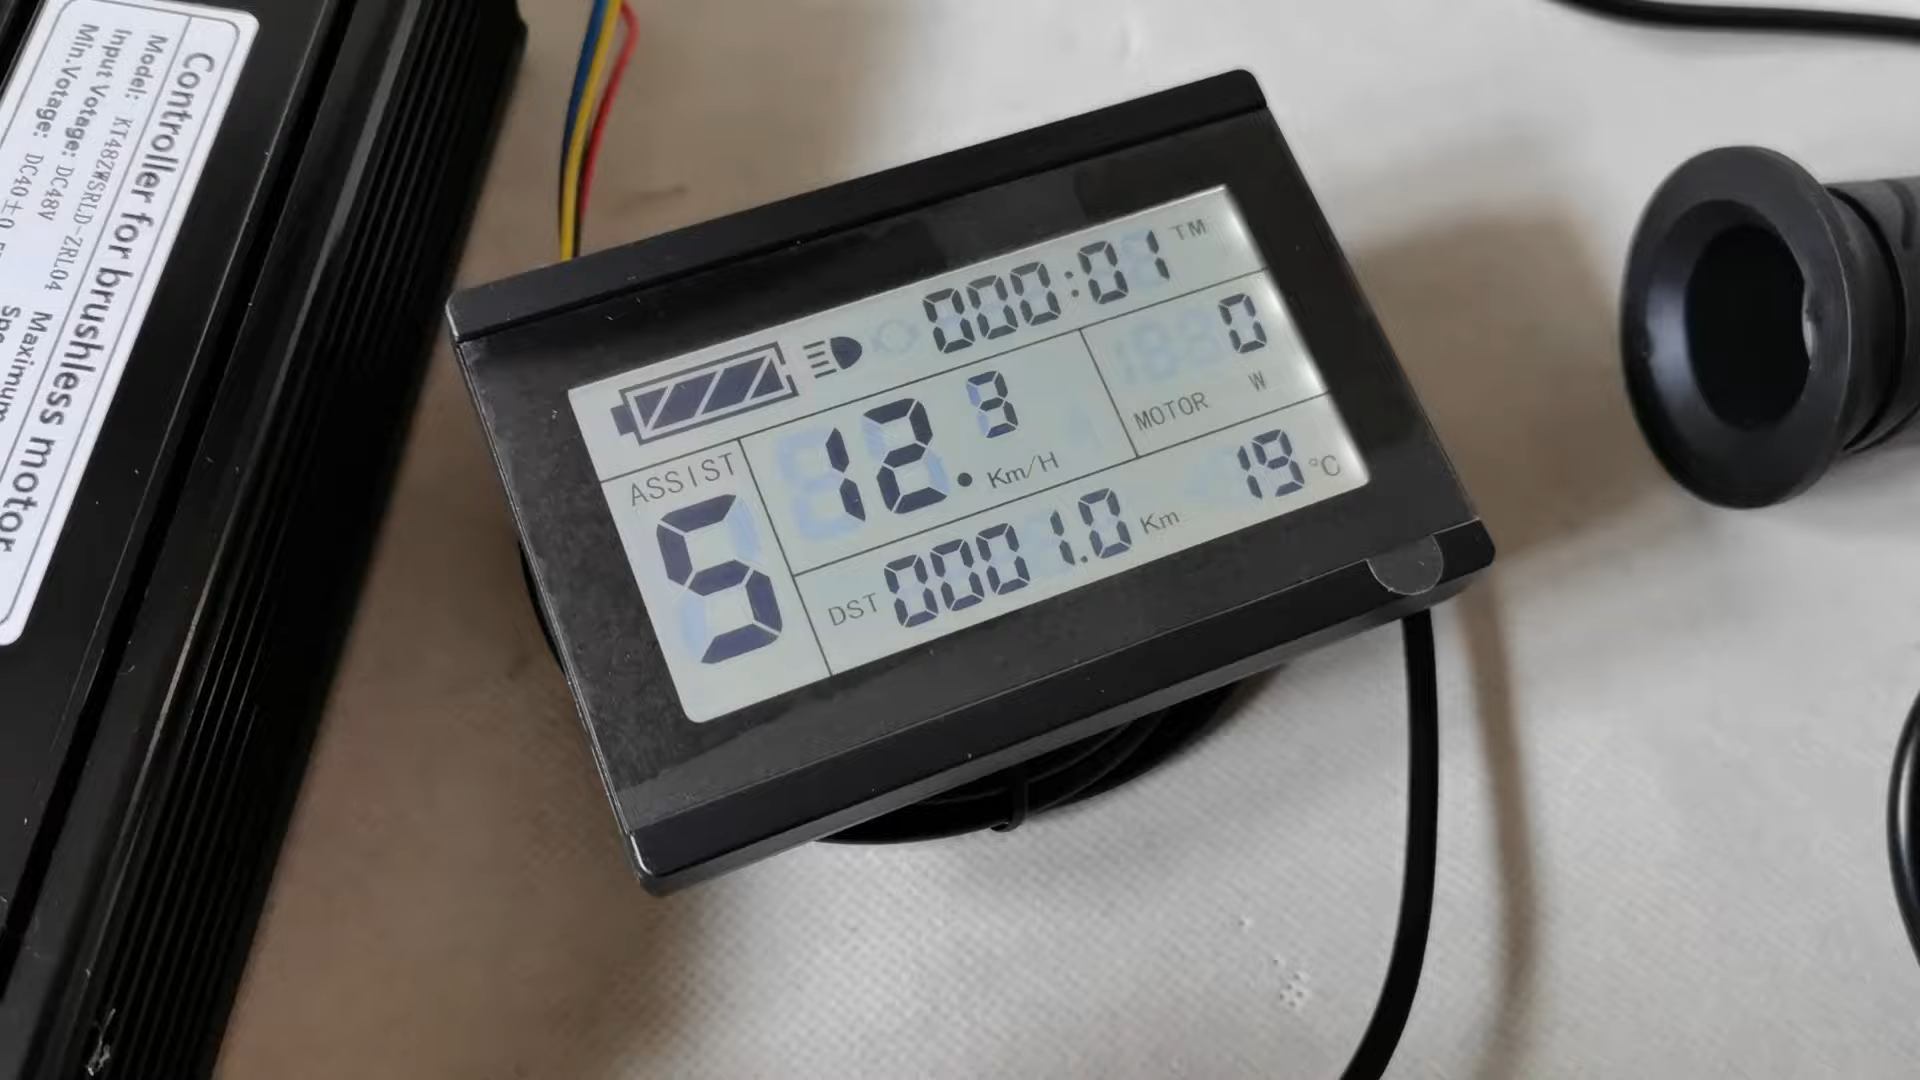 Controller for brushless motor
Model: KT48ZWSRLD-ZRL04
Input Votage: DC48V
Maximum
Min.Votage: DC40±0.5
000:01 TM
ASSIST
5
12.3 Km/H
0
MOTOR W
DST 0001.0 Km
19 °C